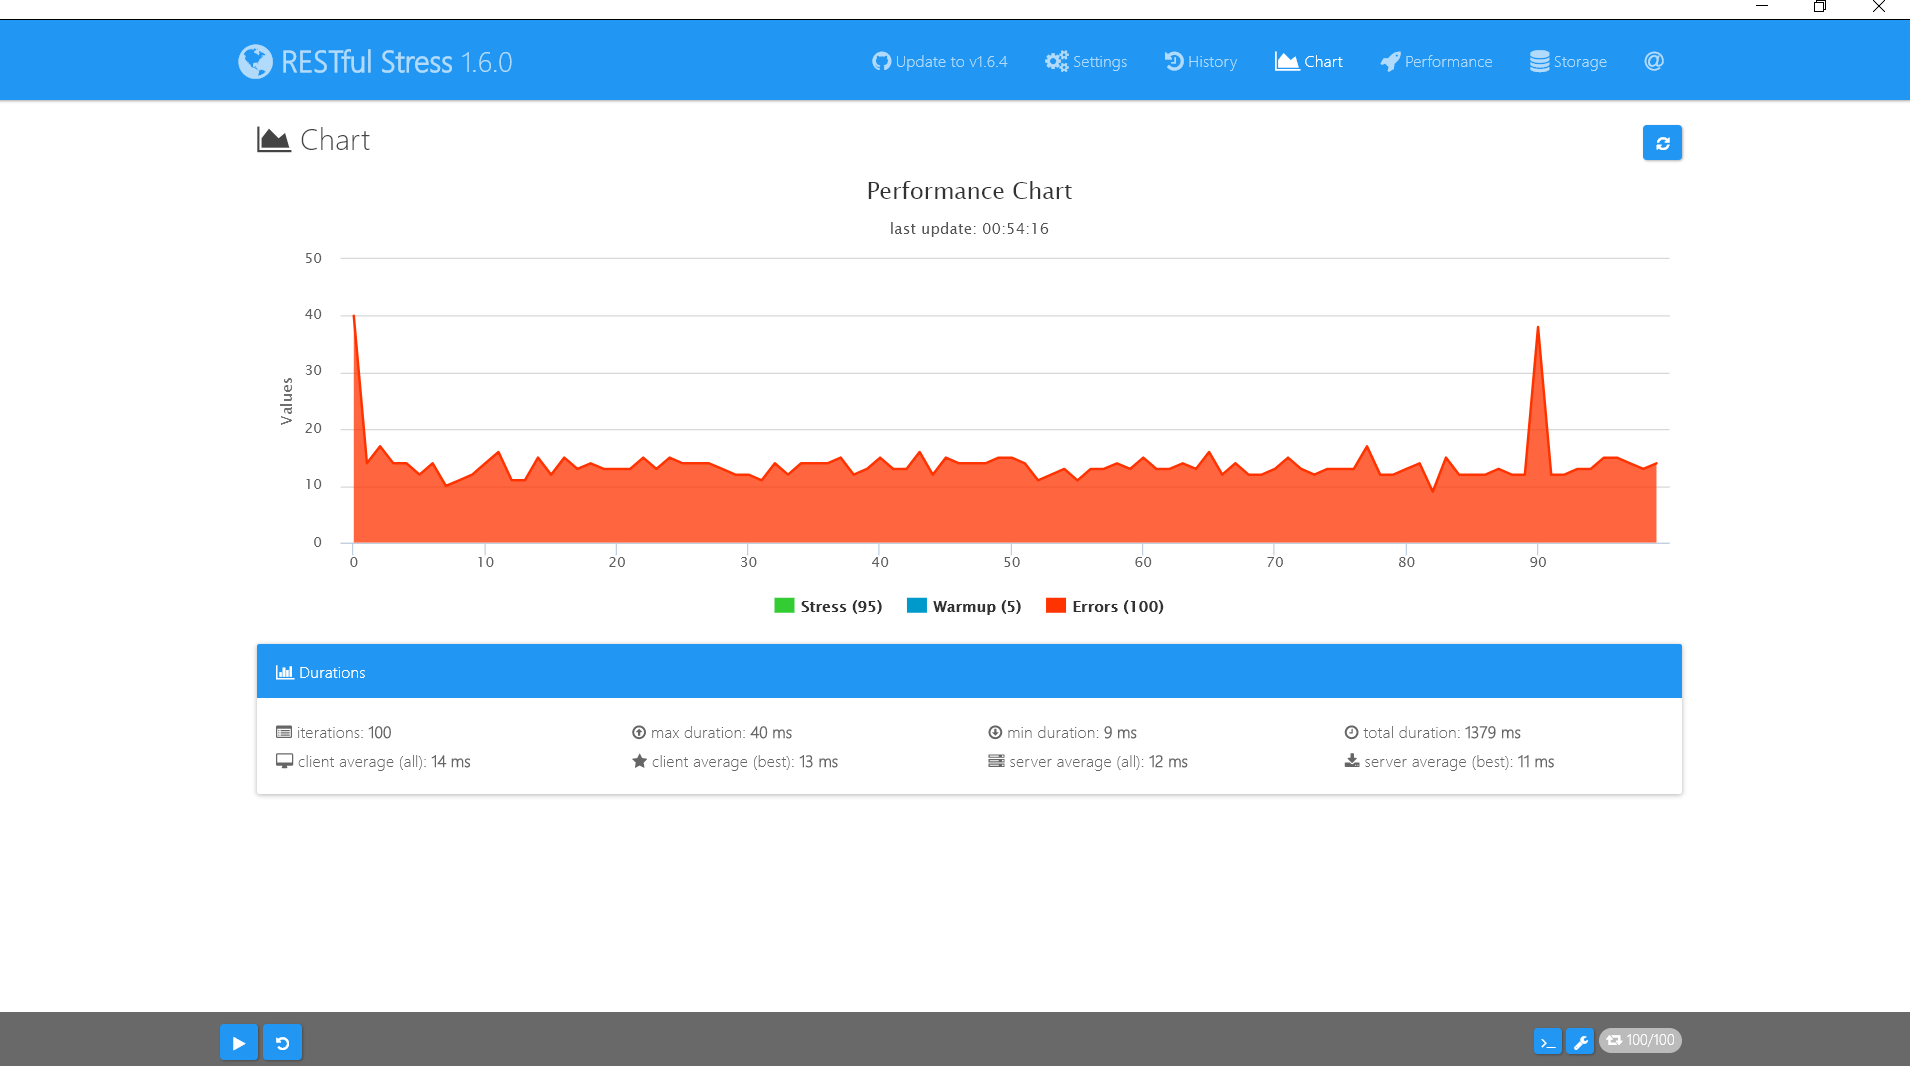 RESTful Stress 1.6.0
Update to v1.6.4 Settings History Chart Performance Storage @
Chart
Performance Chart
last update: 00:54:16
Values
50
40
30
20
10
0
0 10 20 30 40 50 60 70 80 90
Stress (95) Warmup (5) Errors (100)
Durations
iterations: 100 max duration: 40 ms min duration: 9 ms total duration: 1379 ms
client average (all): 14 ms client average (best): 13 ms server average (all): 12 ms server average (best): 11 ms
100/100